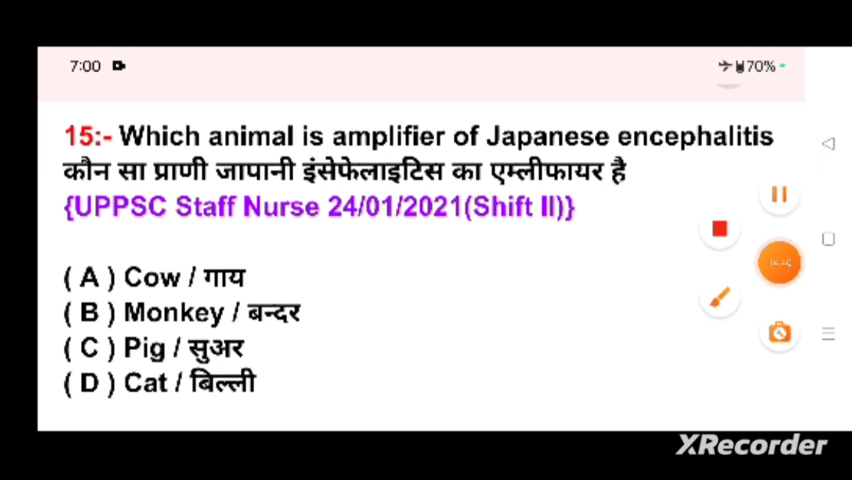 7:00
70%
15:- Which animal is amplifier of Japanese encephalitis
कौन सा प्राणी जापानी इंसेफेलाइटिस का एम्लीफायर है
{UPPSC Staff Nurse 24/01/2021(Shift II)}
( A ) Cow / गाय
( B ) Monkey / बन्दर
( C ) Pig / सुअर
( D ) Cat / बिल्ली
XRecorder